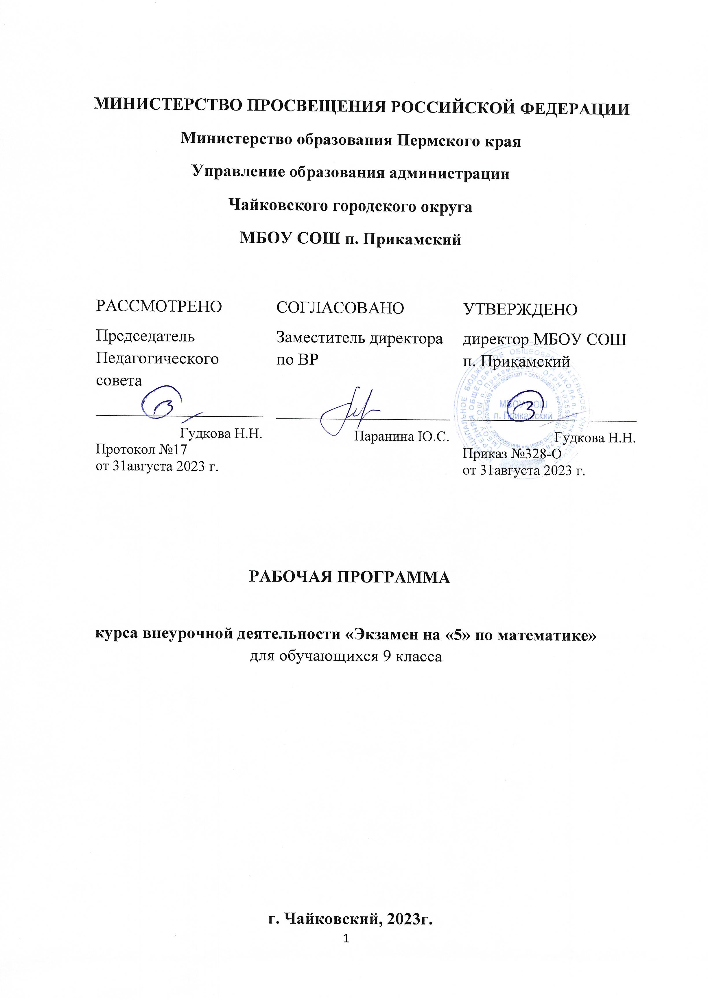 МИНИСТЕРСТВО ПРОСВЕЩЕНИЯ РОССИЙСКОЙ ФЕДЕРАЦИИ
Министерство образования Пермского края
Управление образования администрации
Чайковского городского округа
МБОУ СОШ п. Прикамский
РАССМОТРЕНО
Председатель
Педагогического
совета
Гудкова Н.Н.
Протокол №17
от 31августа 2023 г.
СОГЛАСОВАНО
Заместитель директора
по ВР
Паранина Ю.С.
УТВЕРЖДЕНО
директор МБОУ СОШ
п. Прикамский
МБОУ СОШ
п. Прикамский
Гудкова Н.Н.
Приказ №328-О
от 31августа 2023 г.
РАБОЧАЯ ПРОГРАММА
курса внеурочной деятельности «Экзамен на «5» по математике»
для обучающихся 9 класса
г. Чайковский, 2023г.
1